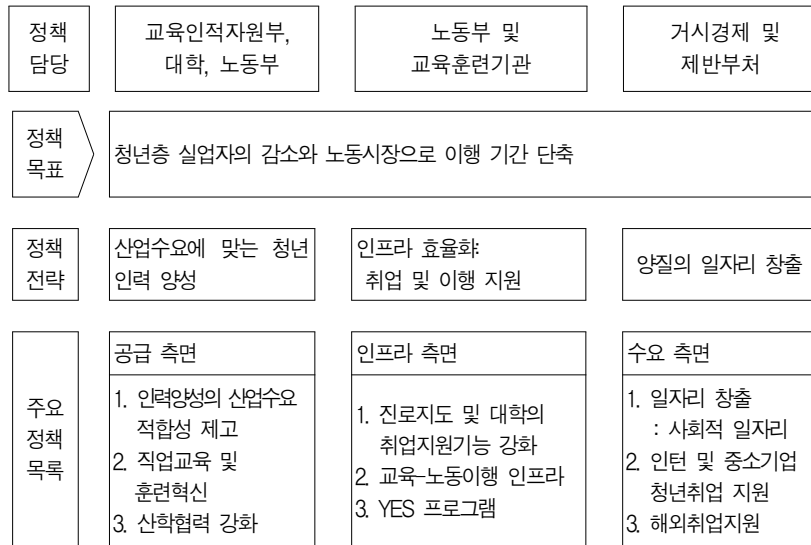 정책
담당
교육인적자원부,
대학, 노동부
노동부 및
교육훈련기관
거시경제 및
제반부처
정책
목표
청년층 실업자의 감소와 노동시장으로 이행 기간 단축
정책
전략
산업수요에 맞는 청년
인력 양성
인프라 효율화:
취업 및 이행 지원
양질의 일자리 창출
주요
정책
목록
공급 측면
1. 인력양성의 산업수요
적합성 제고
2. 직업교육 및
훈련혁신
3. 산학협력 강화
인프라 측면
1. 진로지도 및 대학의
취업지원기능 강화
2. 교육-노동이행 인프라
3. YES 프로그램
수요 측면
1. 일자리 창출
: 사회적 일자리
2. 인턴 및 중소기업
청년취업 지원
3. 해외취업지원